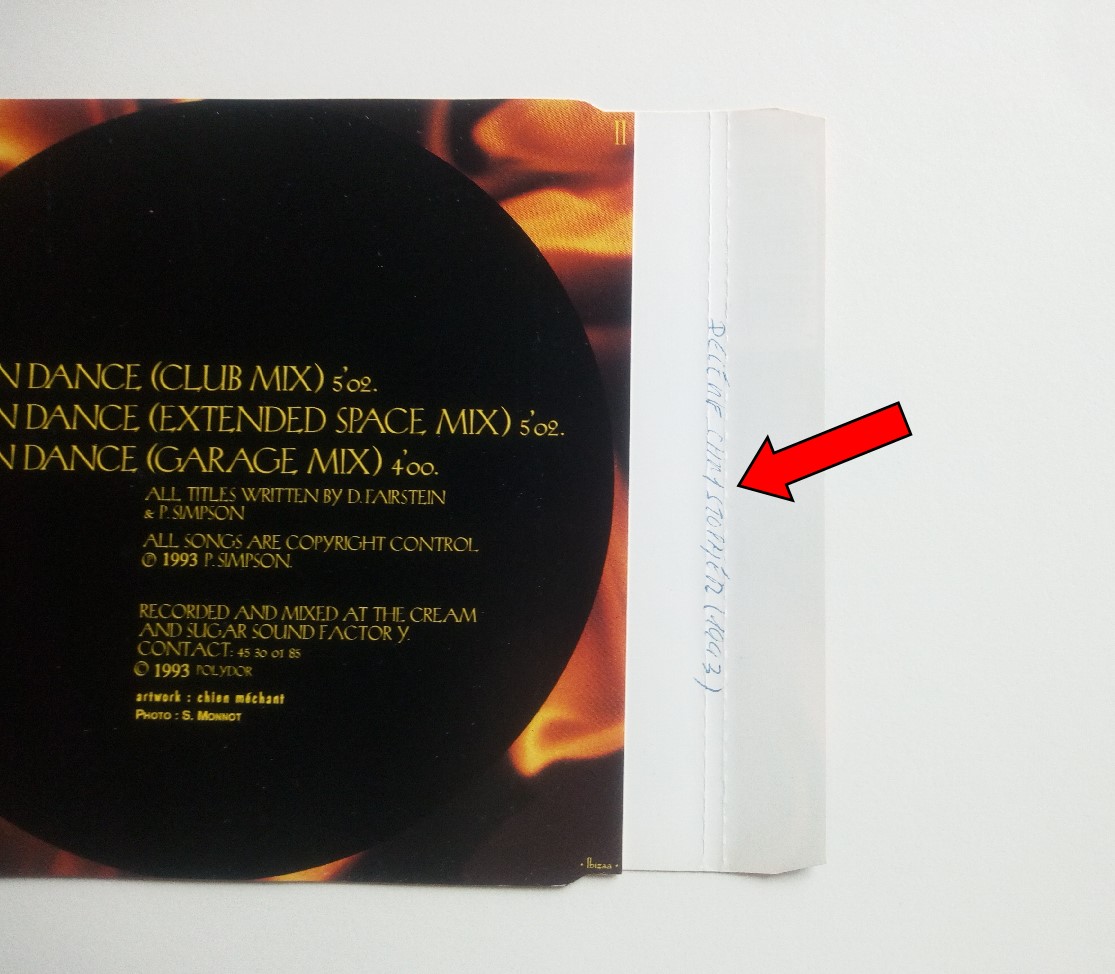 II
N DANCE (CLUB MIX) 5'02.
N DANCE (EXTENDED SPACE MIX) 5'02.
N DANCE (GARAGE MIX) 4'00.
ALL TITLES WRITTEN BY D. FAIRSTEIN
& P. SIMPSON
ALL SONGS ARE COPYRIGHT CONTROL
℗ 1993 P. SIMPSON.
RECORDED AND MIXED AT THE CREAM
AND SUGAR SOUND FACTORY.
CONTACT: 45 30 01 85
© 1993 POLYDOR
artwork : chien méchant
PHOTO : S. MONNOT
• Ibizaa •
(1993)